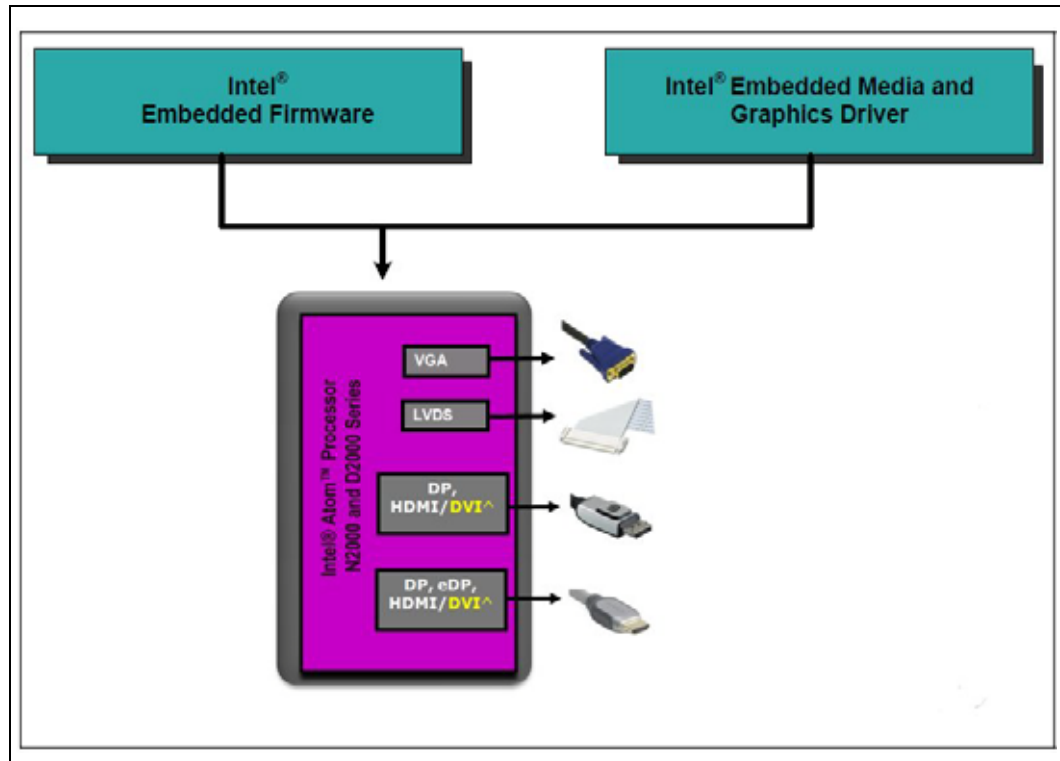 Intel®
Embedded Firmware
Intel® Embedded Media and
Graphics Driver
Intel® Atom™ Processor
N2000 and D2000 Series
VGA
LVDS
DP,
HDMI/DVI^
DP, eDP,
HDMI/DVI^